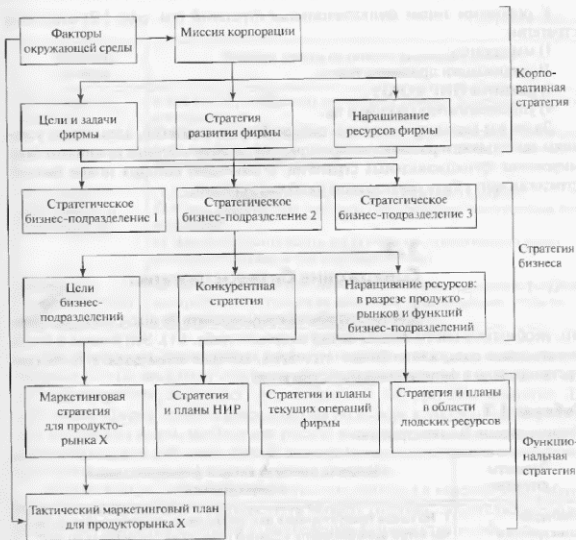 Факторы
окружающей среды
Миссия корпорации
Корпо-
ративная
стратегия
Цели и задачи
фирмы
Стратегия
развития фирмы
Наращивание
ресурсов фирмы
Стратегическое
бизнес-подразделение 1
Стратегическое
бизнес-подразделение 2
Стратегическое
бизнес-подразделение 3
Стратегия
бизнеса
Цели
бизнес-
подразделений
Конкурентная
стратегия
Наращивание ресурсов:
в разрезе продукто-
рынков и функций
бизнес-подразделений
Маркетинговая
стратегия
для продукто-
рынка X
Стратегия
и планы НИР
Стратегия и планы
текущих операций
фирмы
Стратегия и планы
в области
людских ресурсов
Функцио-
нальная
стратегия
Тактический маркетинговый план
для продукторынка X